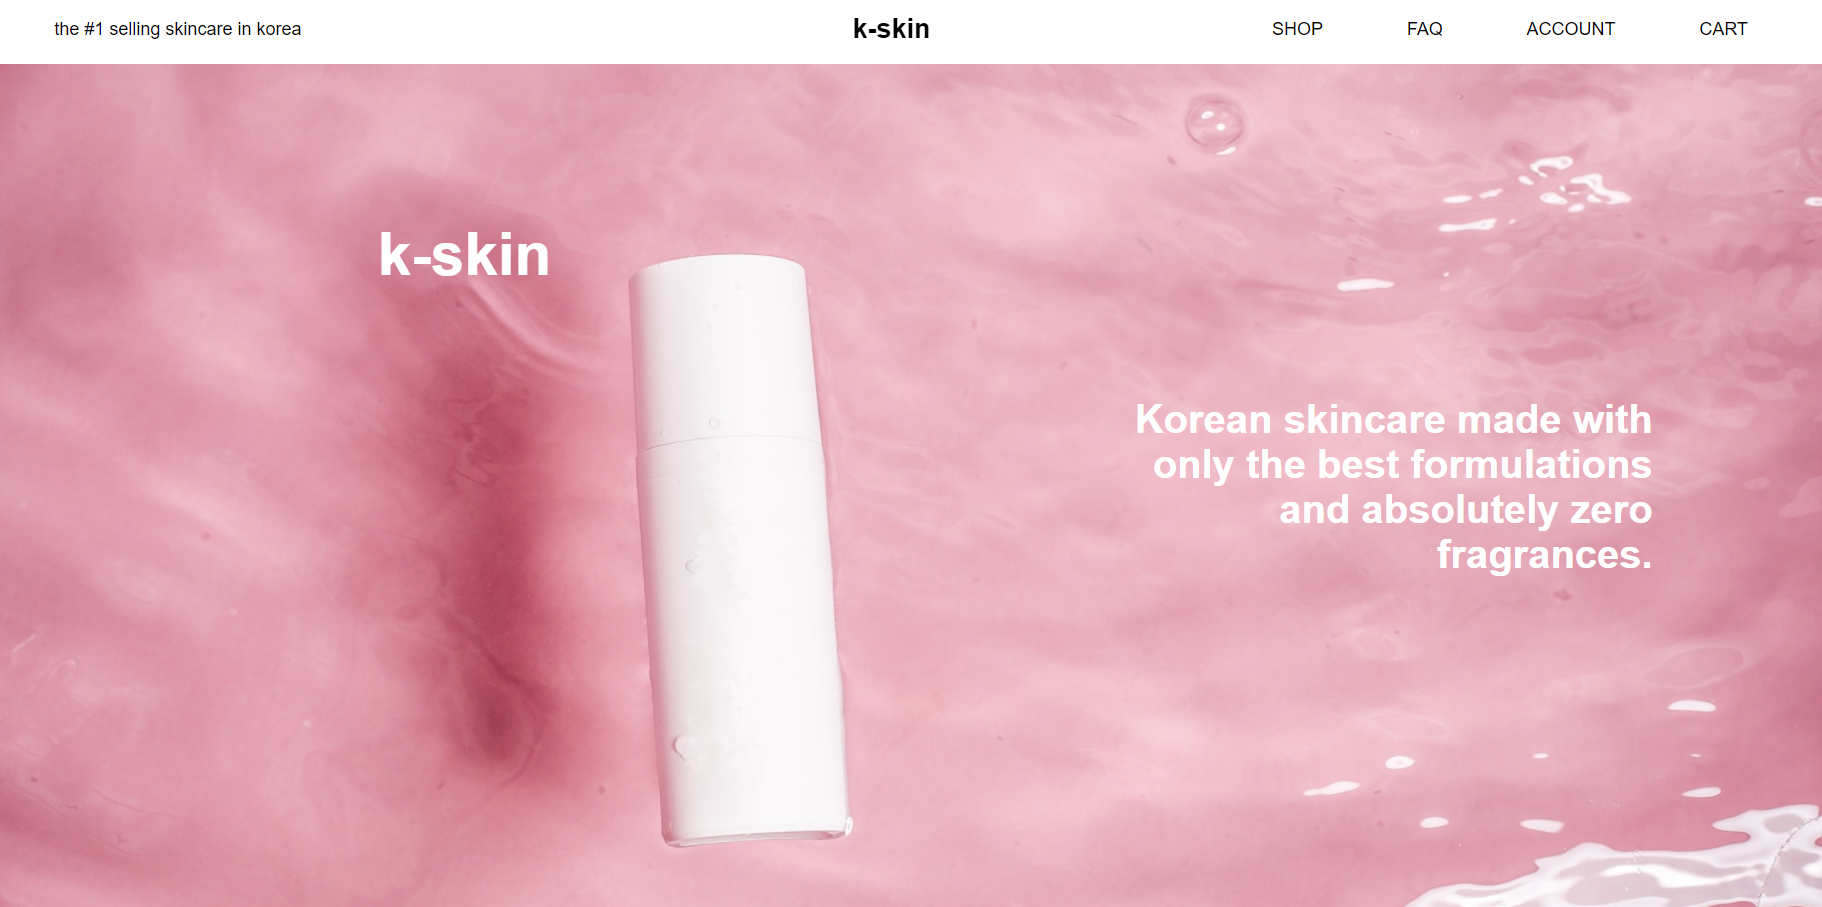 the #1 selling skincare in korea
k-skin
SHOP
FAQ
ACCOUNT
CART
k-skin
Korean skincare made with
only the best formulations
and absolutely zero
fragrances.